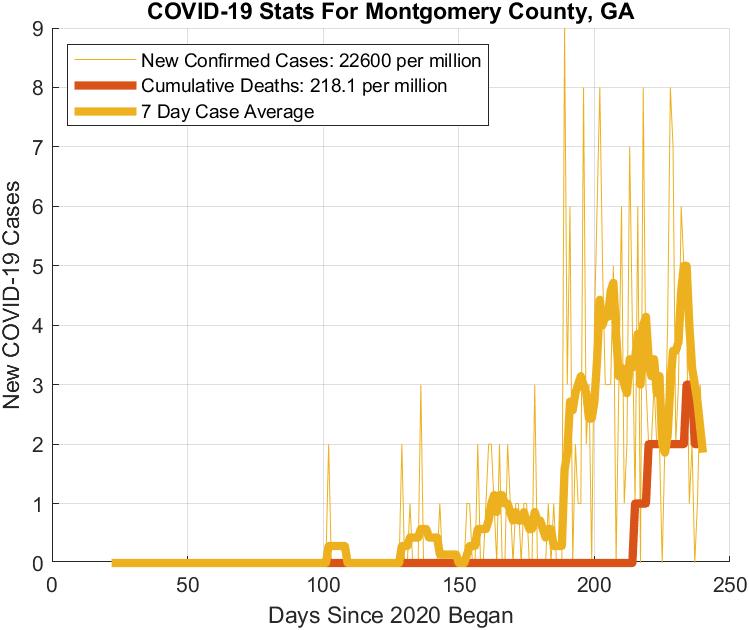 COVID-19 Stats For Montgomery County, GA
New Confirmed Cases: 22600 per million
Cumulative Deaths: 218.1 per million
7 Day Case Average
New COVID-19 Cases
9
8
7
6
5
4
3
2
1
0
0 50 100 150 200 250
Days Since 2020 Began